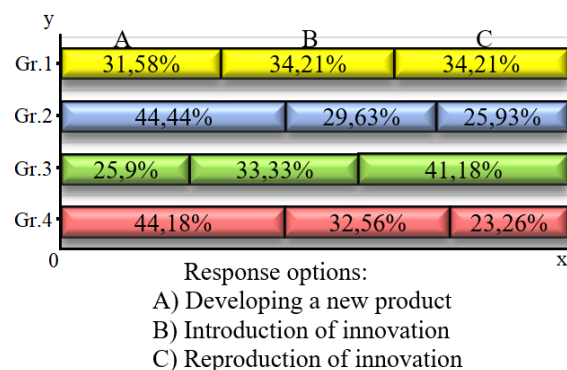 y
A B C
Gr.1 31,58% 34,21% 34,21%
Gr.2 44,44% 29,63% 25,93%
Gr.3 25,9% 33,33% 41,18%
Gr.4 44,18% 32,56% 23,26%
0 x
Response options:
A) Developing a new product
B) Introduction of innovation
C) Reproduction of innovation